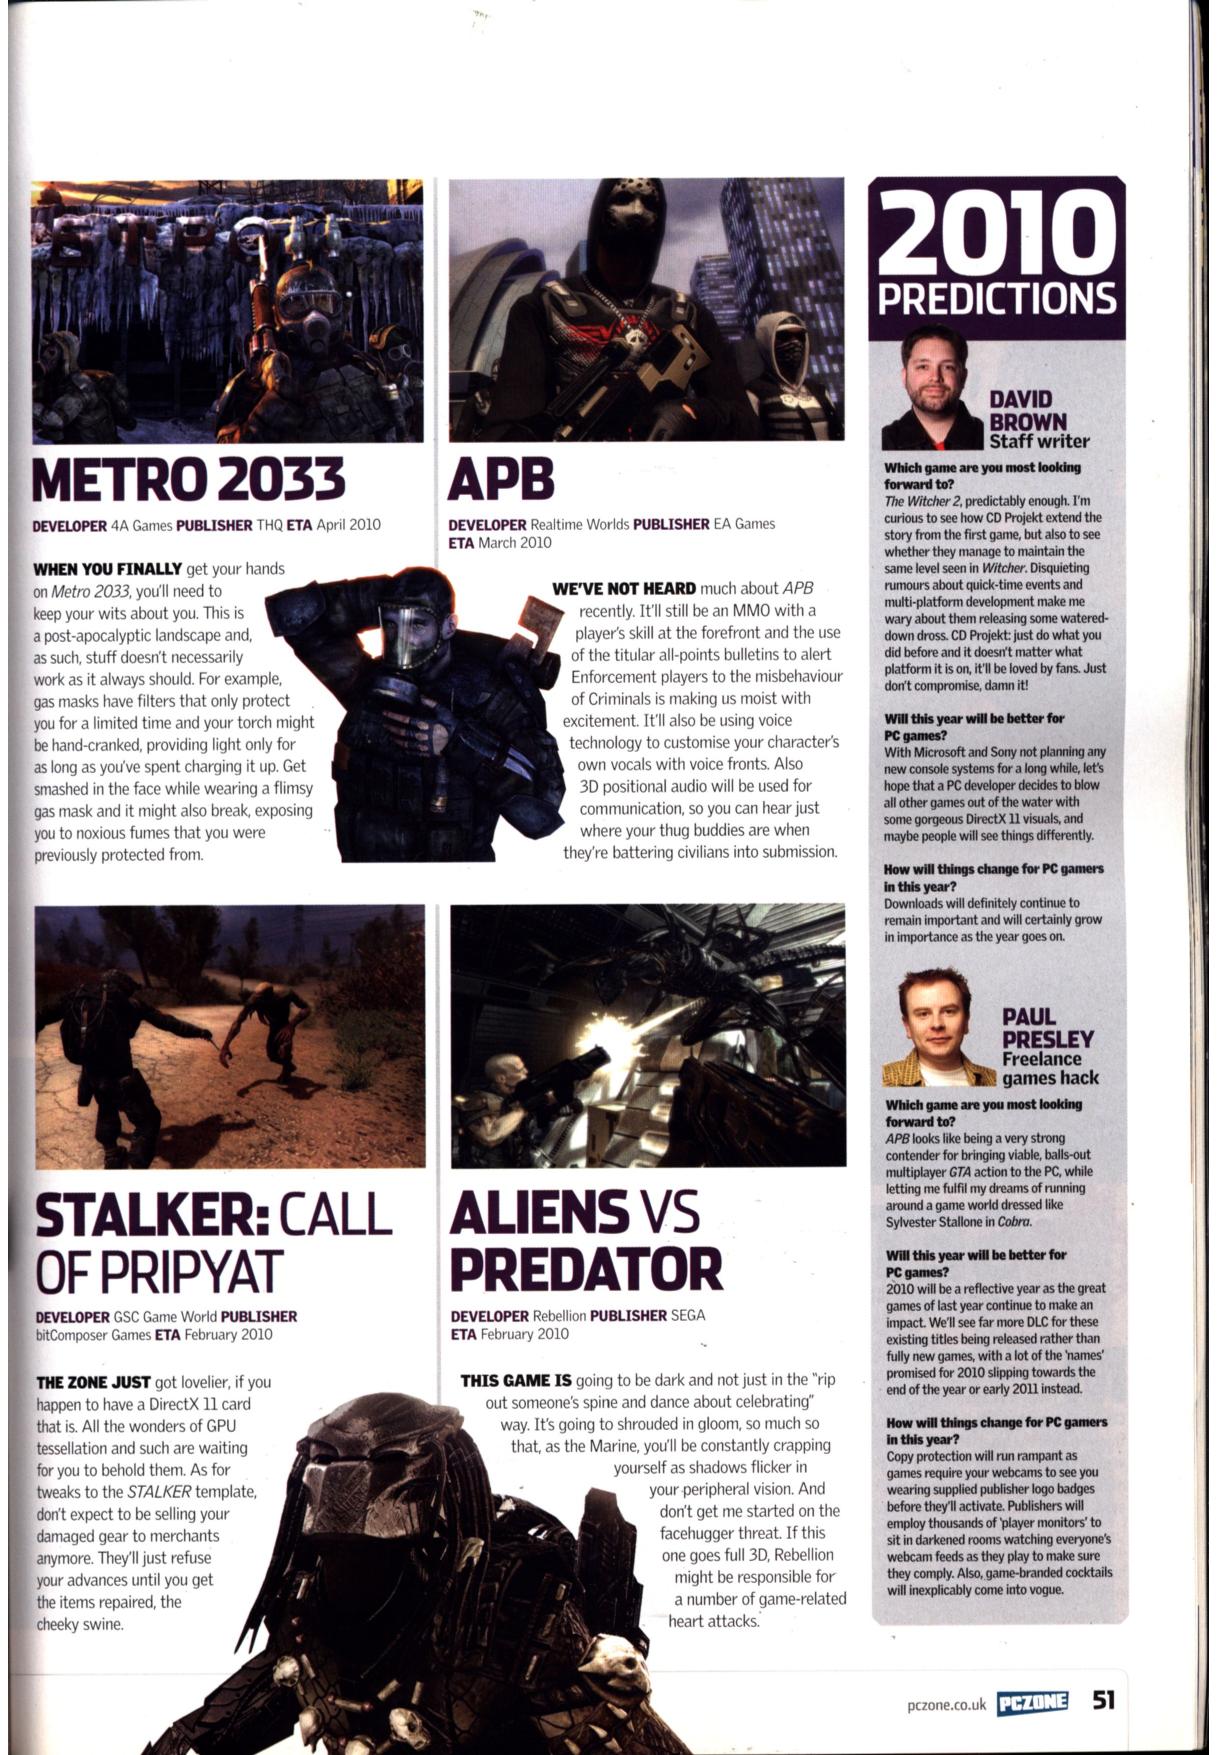 METRO 2033
DEVELOPER 4A Games PUBLISHER THQ ETA April 2010
WHEN YOU FINALLY get your hands
on Metro 2033, you'll need to
keep your wits about you. This is
a post-apocalyptic landscape and,
as such, stuff doesn't necessarily
work as it always should. For example,
gas masks have filters that only protect
you for a limited time and your torch might
be hand-cranked, providing light only for
as long as you've spent charging it up. Get
smashed in the face while wearing a flimsy
gas mask and it might also break, exposing
you to noxious fumes that you were
previously protected from.
APB
DEVELOPER Realtime Worlds PUBLISHER EA Games
ETA March 2010
WE'VE NOT HEARD much about APB
recently. It'll still be an MMO with a
player's skill at the forefront and the use
of the titular all-points bulletins to alert
Enforcement players to the misbehaviour
of Criminals is making us moist with
excitement. It'll also be using voice
technology to customise your character's
own vocals with voice fronts. Also
3D positional audio will be used for
communication, so you can hear just
where your thug buddies are when
they're battering civilians into submission.
STALKER: CALL
OF PRIPYAT
DEVELOPER GSC Game World PUBLISHER
bitComposer Games ETA February 2010
THE ZONE JUST got lovelier, if you
happen to have a DirectX 11 card
that is. All the wonders of GPU
tessellation and such are waiting
for you to behold them. As for
tweaks to the STALKER template,
don't expect to be selling your
damaged gear to merchants
anymore. They'll just refuse
your advances until you get
the items repaired, the
cheeky swine.
ALIENS VS
PREDATOR
DEVELOPER Rebellion PUBLISHER SEGA
ETA February 2010
THIS GAME IS going to be dark and not just in the "rip
out someone's spine and dance about celebrating"
way. It's going to shrouded in gloom, so much so
that, as the Marine, you'll be constantly crapping
yourself as shadows flicker in
your peripheral vision. And
don't get me started on the
facehugger threat. If this
one goes full 3D, Rebellion
might be responsible for
a number of game-related
heart attacks.
2010
PREDICTIONS
DAVID
BROWN
Staff writer
Which game are you most looking
forward to?
The Witcher 2, predictably enough. I'm
curious to see how CD Projekt extend the
story from the first game, but also to see
whether they manage to maintain the
same level seen in Witcher. Disquieting
rumours about quick-time events and
multi-platform development make me
wary about them releasing some watered-
down dross. CD Projekt: just do what you
did before and it doesn't matter what
platform it is on, it'll be loved by fans. Just
don't compromise, damn it!
Will this year will be better for
PC games?
With Microsoft and Sony not planning any
new console systems for a long while, let's
hope that a PC developer decides to blow
all other games out of the water with
some gorgeous DirectX 11 visuals, and
maybe people will see things differently.
How will things change for PC gamers
in this year?
Downloads will definitely continue to
remain important and will certainly grow
in importance as the year goes on.
PAUL
PRESLEY
Freelance
games hack
Which game are you most looking
forward to?
APB looks like being a very strong
contender for bringing viable, balls-out
multiplayer GTA action to the PC, while
letting me fulfil my dreams of running
around a game world dressed like
Sylvester Stallone in Cobra.
Will this year will be better for
PC games?
2010 will be a reflective year as the great
games of last year continue to make an
impact. We'll see far more DLC for these
existing titles being released rather than
fully new games, with a lot of the 'names'
promised for 2010 slipping towards the
end of the year or early 2011 instead.
How will things change for PC gamers
in this year?
Copy protection will run rampant as
games require your webcams to see you
wearing supplied publisher logo badges
before they'll activate. Publishers will
employ thousands of 'player monitors' to
sit in darkened rooms watching everyone's
webcam feeds as they play to make sure
they comply. Also, game-branded cocktails
will inexplicably come into vogue.
pczone.co.uk PCZONE 51